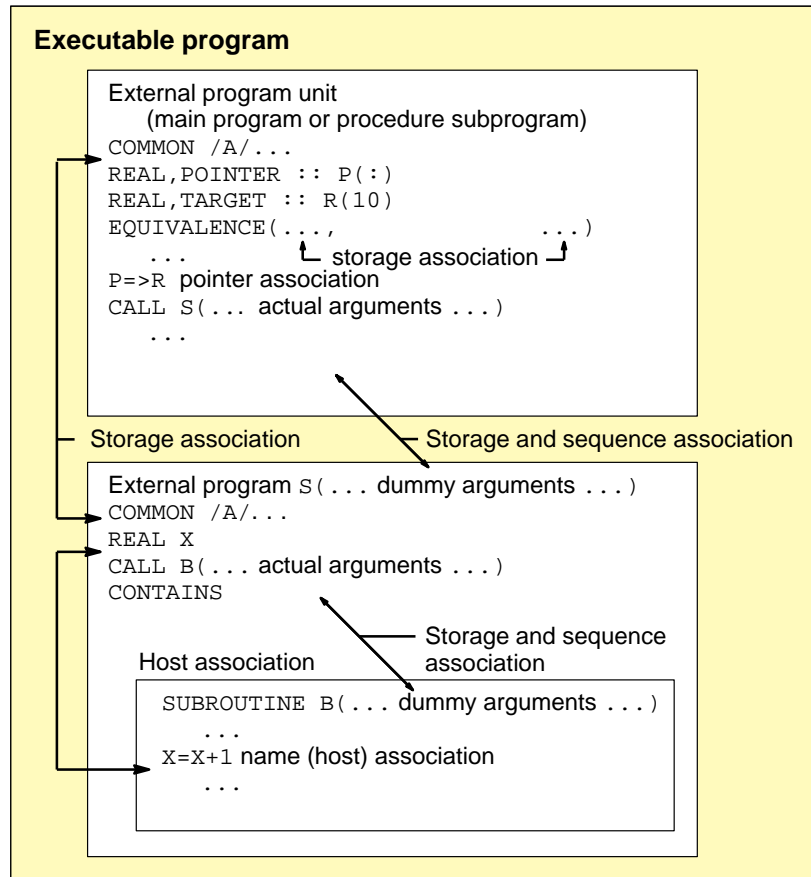 Executable program
External program unit
(main program or procedure subprogram)
COMMON /A/...
REAL,POINTER :: P(:)
REAL,TARGET :: R(10)
EQUIVALENCE(..., ...)
... storage association
P=>R pointer association
CALL S(... actual arguments ...)
...
Storage association
Storage and sequence association
External program S(... dummy arguments ...)
COMMON /A/...
REAL X
CALL B(... actual arguments ...)
CONTAINS
Storage and sequence
association
Host association
SUBROUTINE B(... dummy arguments ...)
...
X=X+1 name (host) association
...